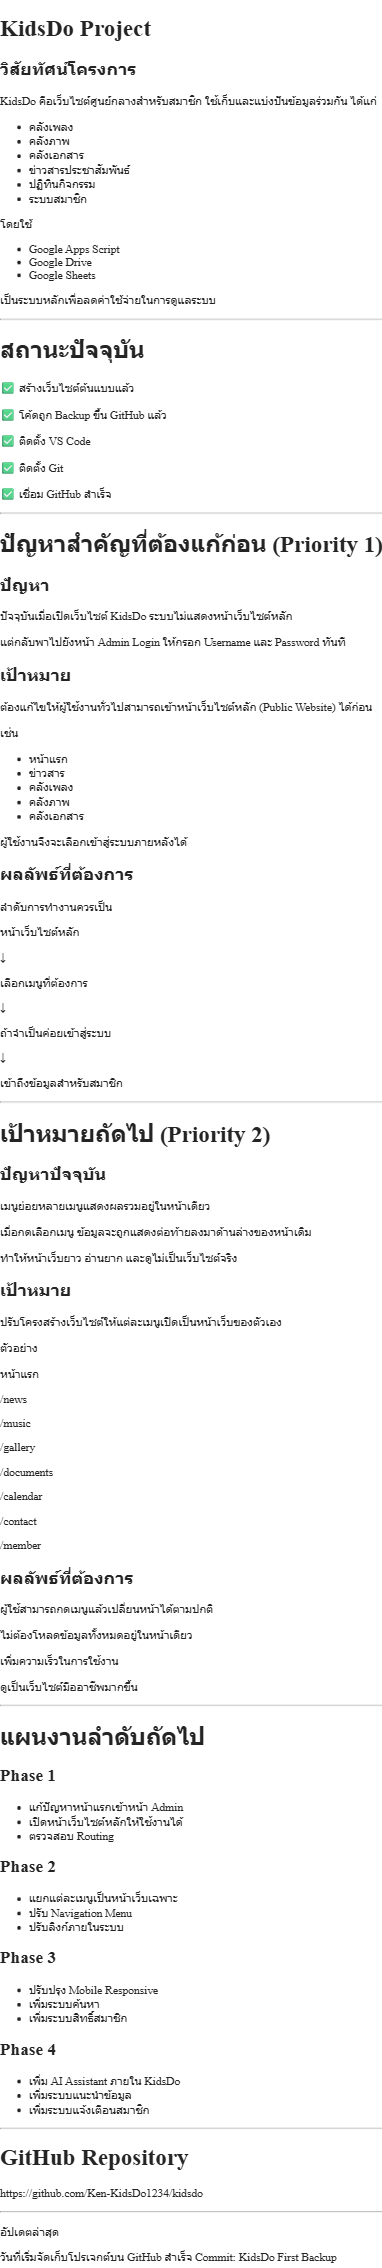 KidsDo Project
วิสัยทัศน์โครงการ
KidsDo คือเว็บไซต์ศูนย์กลางสำหรับสมาชิก ใช้เก็บและแบ่งปันข้อมูลร่วมกัน ได้แก่
• คลังเพลง
• คลังภาพ
• คลังเอกสาร
• ข่าวสารประชาสัมพันธ์
• ปฏิทินกิจกรรม
• ระบบสมาชิก
โดยใช้
• Google Apps Script
• Google Drive
• Google Sheets
เป็นระบบหลักเพื่อลดค่าใช้จ่ายในการดูแลระบบ
สถานะปัจจุบัน
✅ สร้างเว็บไซต์ต้นแบบแล้ว
✅ โค้ดถูก Backup ขึ้น GitHub แล้ว
✅ ติดตั้ง VS Code
✅ ติดตั้ง Git
✅ เชื่อม GitHub สำเร็จ
ปัญหาสำคัญที่ต้องแก้ก่อน (Priority 1)
ปัญหา
ปัจจุบันเมื่อเปิดเว็บไซต์ KidsDo ระบบไม่แสดงหน้าเว็บไซต์หลัก
แต่กลับพาไปยังหน้า Admin Login ให้กรอก Username และ Password ทันที
เป้าหมาย
ต้องแก้ไขให้ผู้ใช้งานทั่วไปสามารถเข้าหน้าเว็บไซต์หลัก (Public Website) ได้ก่อน
เช่น
• หน้าแรก
• ข่าวสาร
• คลังเพลง
• คลังภาพ
• คลังเอกสาร
ผู้ใช้งานจึงจะเลือกเข้าสู่ระบบภายหลังได้
ผลลัพธ์ที่ต้องการ
ลำดับการทำงานควรเป็น
หน้าเว็บไซต์หลัก
↓
เลือกเมนูที่ต้องการ
↓
ถ้าจำเป็นค่อยเข้าสู่ระบบ
↓
เข้าถึงข้อมูลสำหรับสมาชิก
เป้าหมายถัดไป (Priority 2)
ปัญหาปัจจุบัน
เมนูย่อยหลายเมนูแสดงผลรวมอยู่ในหน้าเดียว
เมื่อกดเลือกเมนู ข้อมูลจะถูกแสดงต่อท้ายลงมาด้านล่างของหน้าเดิม
ทำให้หน้าเว็บยาว อ่านยาก และดูไม่เป็นเว็บไซต์จริง
เป้าหมาย
ปรับโครงสร้างเว็บไซต์ให้แต่ละเมนูเปิดเป็นหน้าเว็บของตัวเอง
ตัวอย่าง
หน้าแรก
/news
/music
/gallery
/documents
/calendar
/contact
/member
ผลลัพธ์ที่ต้องการ
ผู้ใช้สามารถกดเมนูแล้วเปลี่ยนหน้าได้ตามปกติ
ไม่ต้องโหลดข้อมูลทั้งหมดอยู่ในหน้าเดียว
เพิ่มความเร็วในการใช้งาน
ดูเป็นเว็บไซต์มืออาชีพมากขึ้น
แผนงานลำดับถัดไป
Phase 1
• แก้ปัญหาหน้าแรกเข้าหน้า Admin
• เปิดหน้าเว็บไซต์หลักให้ใช้งานได้
• ตรวจสอบ Routing
Phase 2
• แยกแต่ละเมนูเป็นหน้าเว็บเฉพาะ
• ปรับ Navigation Menu
• ปรับลิงก์ภายในระบบ
Phase 3
• ปรับปรุง Mobile Responsive
• เพิ่มระบบค้นหา
• เพิ่มระบบสิทธิ์สมาชิก
Phase 4
• เพิ่ม AI Assistant ภายใน KidsDo
• เพิ่มระบบแนะนำข้อมูล
• เพิ่มระบบแจ้งเตือนสมาชิก
GitHub Repository
https://github.com/Ken-KidsDo1234/kidsdo
อัปเดตล่าสุด
วันที่เริ่มจัดเก็บโปรเจกต์บน GitHub สำเร็จ Commit: KidsDo First Backup